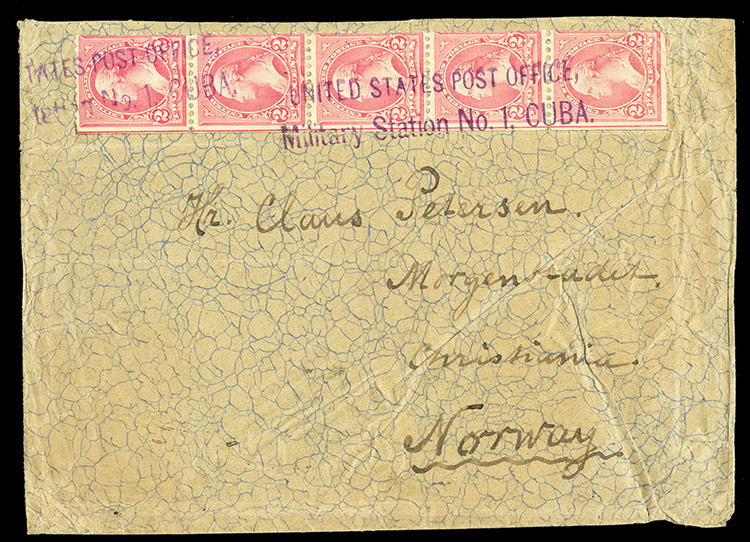 TATES POST OFFICE,
No. 1, CUBA.
UNITED STATES POST OFFICE,
Military Station No. 1, CUBA.
Hr. Claus Petersen.
Morgenbladet.
Christiania.
Norway